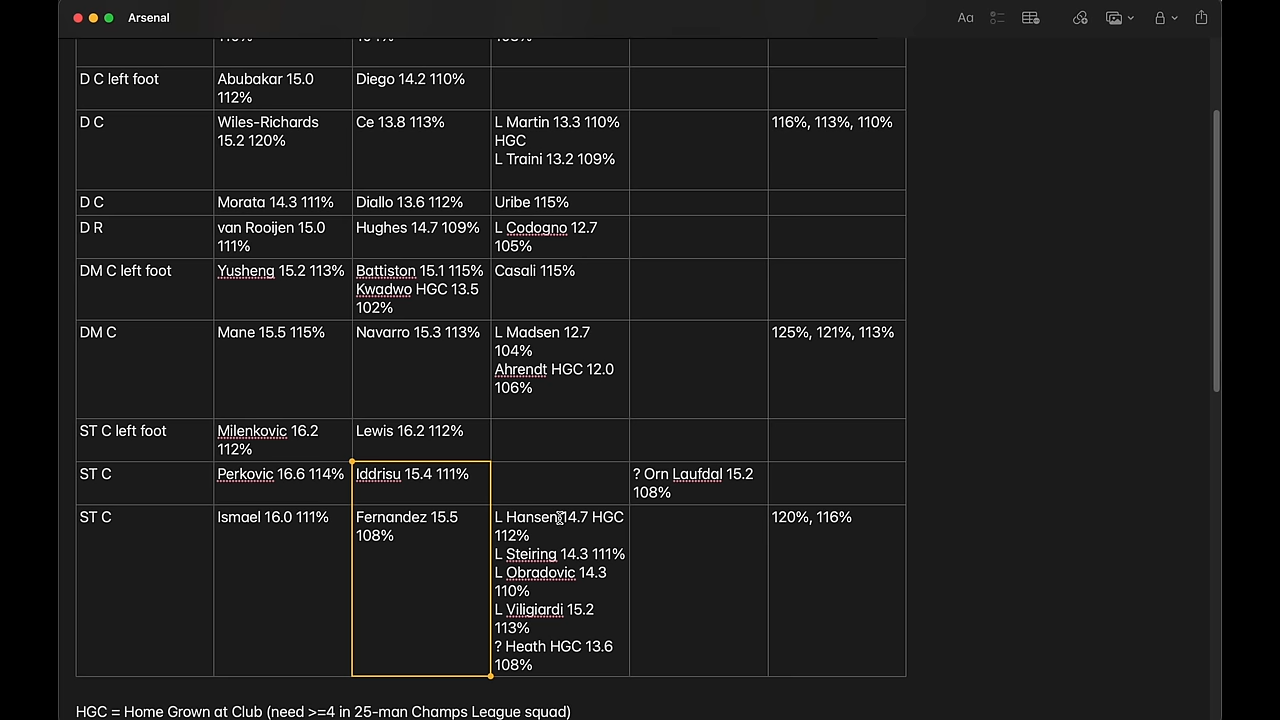 Arsenal
Aa
D C left foot
Abubakar 15.0
112%
Diego 14.2 110%
D C
Wiles-Richards
15.2 120%
Ce 13.8 113%
L Martin 13.3 110%
HGC
L Traini 13.2 109%
116%, 113%, 110%
D C
Morata 14.3 111%
Diallo 13.6 112%
Uribe 115%
D R
van Rooijen 15.0
111%
Hughes 14.7 109%
L Codogno 12.7
105%
DM C left foot
Yusheng 15.2 113%
Battiston 15.1 115%
Kwadwo HGC 13.5
102%
Casali 115%
DM C
Mane 15.5 115%
Navarro 15.3 113%
L Madsen 12.7
104%
Ahrendt HGC 12.0
106%
125%, 121%, 113%
ST C left foot
Milenkovic 16.2
112%
Lewis 16.2 112%
ST C
Perkovic 16.6 114%
Iddrisu 15.4 111%
? Orn Laufdal 15.2
108%
ST C
Ismael 16.0 111%
Fernandez 15.5
108%
L Hansen 14.7 HGC
112%
L Steiring 14.3 111%
L Obradovic 14.3
110%
L Viligiardi 15.2
113%
? Heath HGC 13.6
108%
120%, 116%
HGC = Home Grown at Club (need >=4 in 25-man Champs League squad)